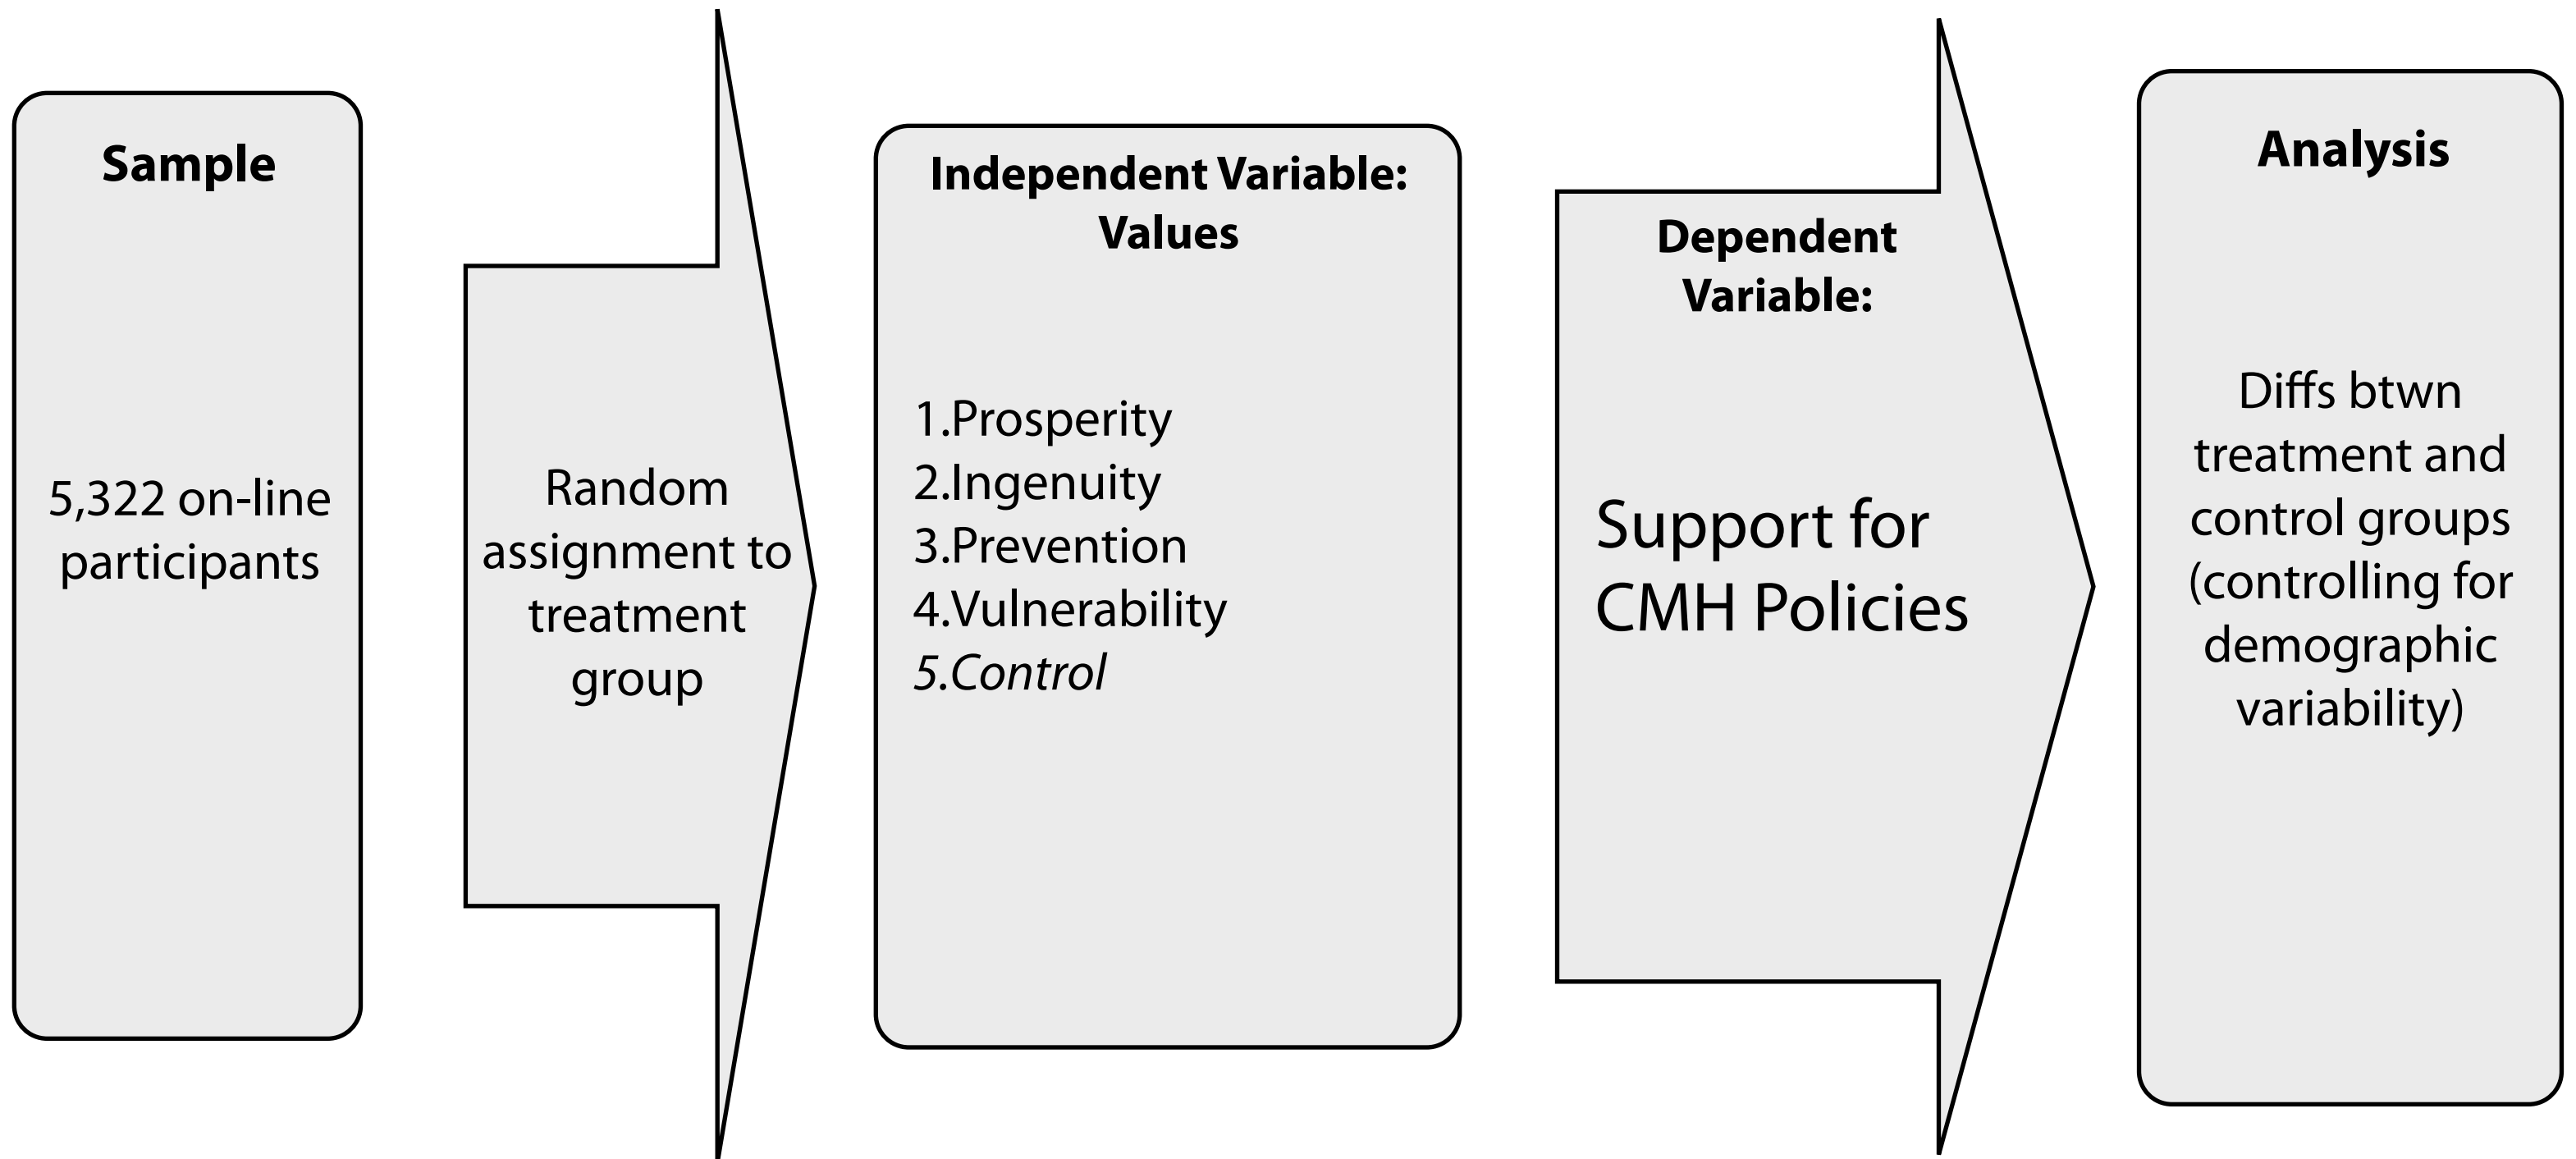 Sample
5,322 on-line
participants
Random
assignment to
treatment
group
Independent Variable:
Values
1.Prosperity
2.Ingenuity
3.Prevention
4.Vulnerability
5.Control
Dependent
Variable:
Support for
CMH Policies
Analysis
Diffs btwn
treatment and
control groups
(controlling for
demographic
variability)